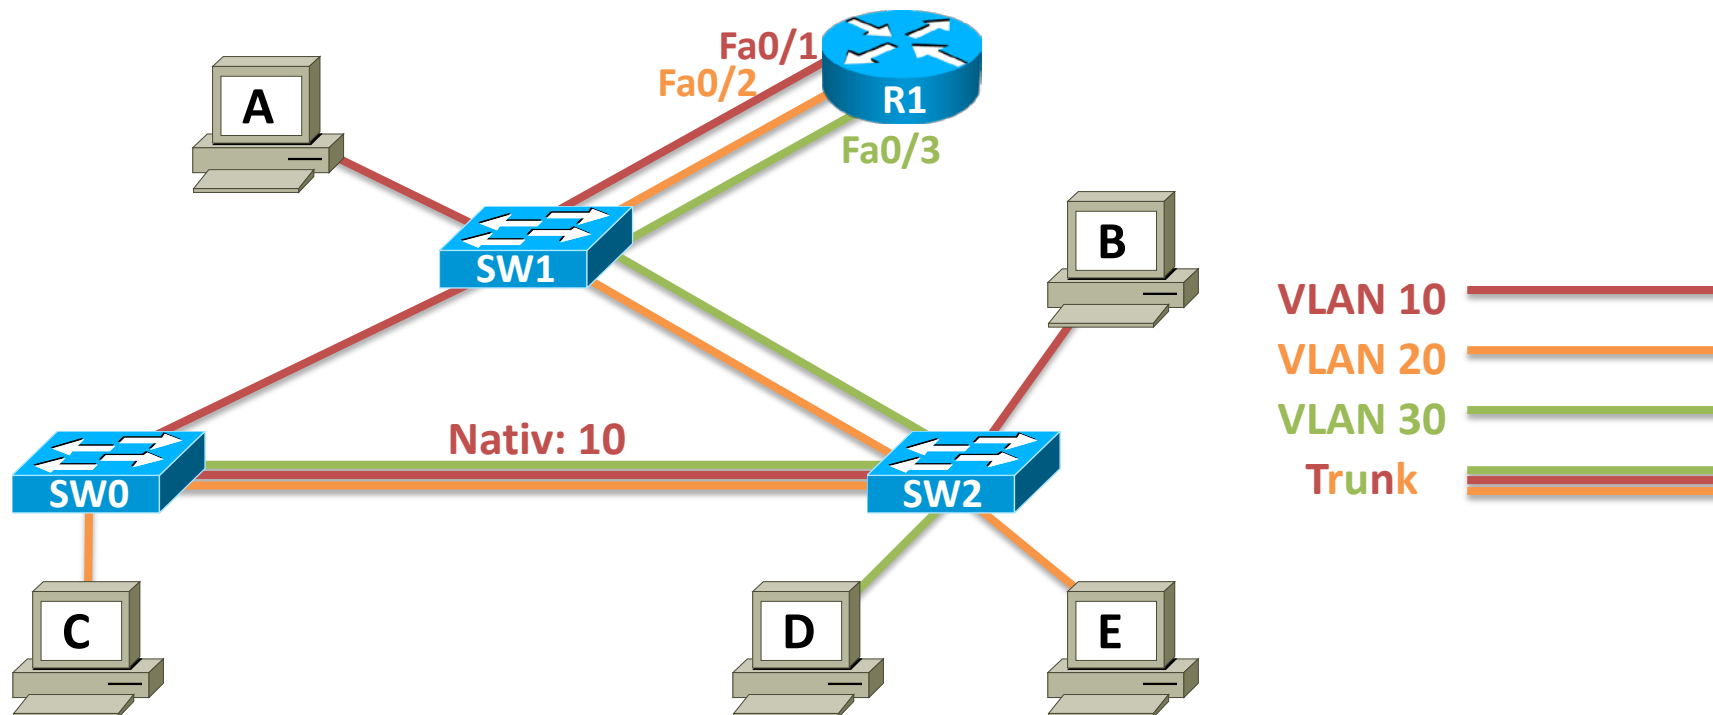 Fa0/1
Fa0/2
R1
A
Fa0/3
B
SW1
VLAN 10
VLAN 20
VLAN 30
Nativ: 10
Trunk
SW0
SW2
C
D
E